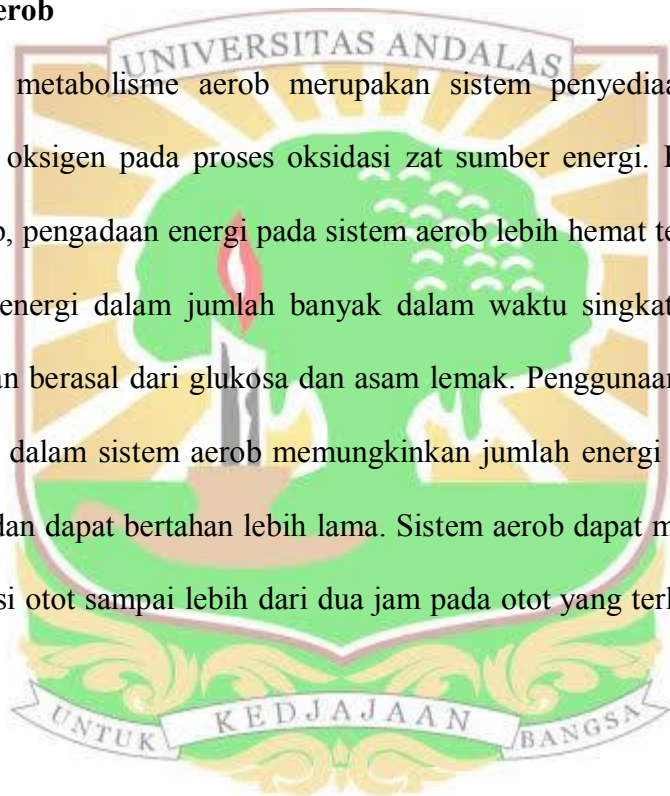 erob
UNIVERSITAS ANDALAS
metabolisme aerob merupakan sistem penyediaa
oksigen pada proses oksidasi zat sumber energi.
, pengadaan energi pada sistem aerob lebih hemat te
energi dalam jumlah banyak dalam waktu singkat
an berasal dari glukosa dan asam lemak. Penggunaan
dalam sistem aerob memungkinkan jumlah energi
dan dapat bertahan lebih lama. Sistem aerob dapat m
si otot sampai lebih dari dua jam pada otot yang terl
UNTUK KEDJAJAAN BANGSA